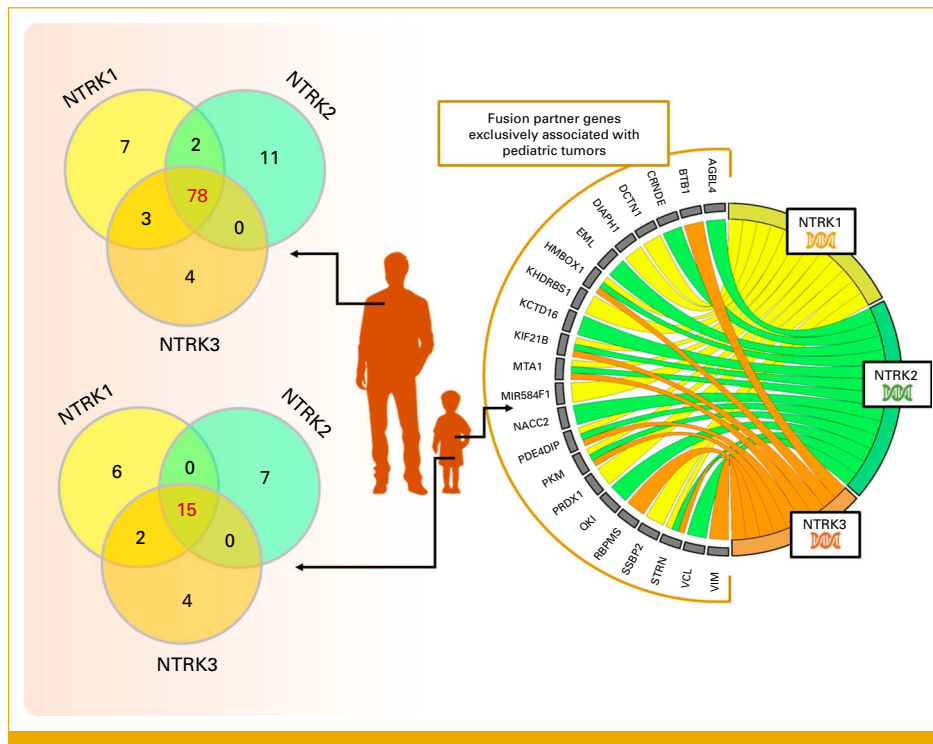 NTRK1
NTRK2
7
2
11
78
3
0
4
NTRK3
NTRK1
NTRK2
6
0
7
15
2
0
4
NTRK3
Fusion partner genes
exclusively associated with
pediatric tumors
AGBL4
BTB1
CRNDE
DCTN1
DIAPH1
EML
HMBOX1
KHDRBS1
KCTD16
KIF21B
MTA1
MIR584F1
NACC2
PDE4DIP
PKM
PRDX1
QKI
RBPMS
SSBP2
STRN
VCL
VIM
NTRK1
NTRK2
NTRK3